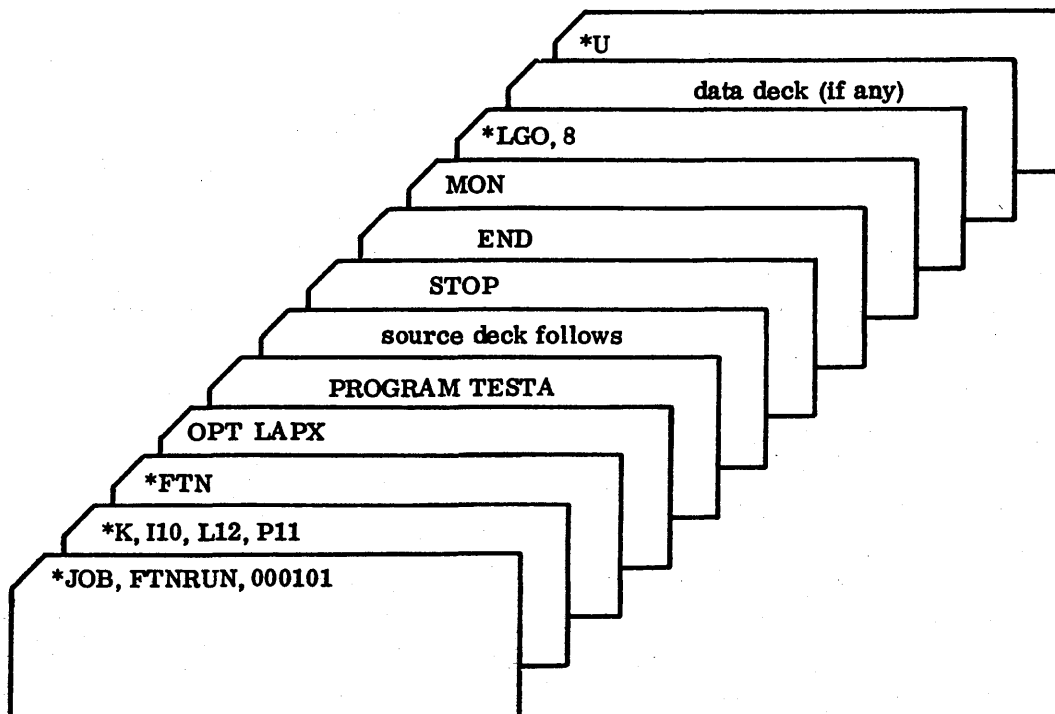 *U
data deck (if any)
*LGO, 8
MON
END
STOP
source deck follows
PROGRAM TESTA
OPT LAPX
*FTN
*K, I10, L12, P11
*JOB, FTNRUN, 000101